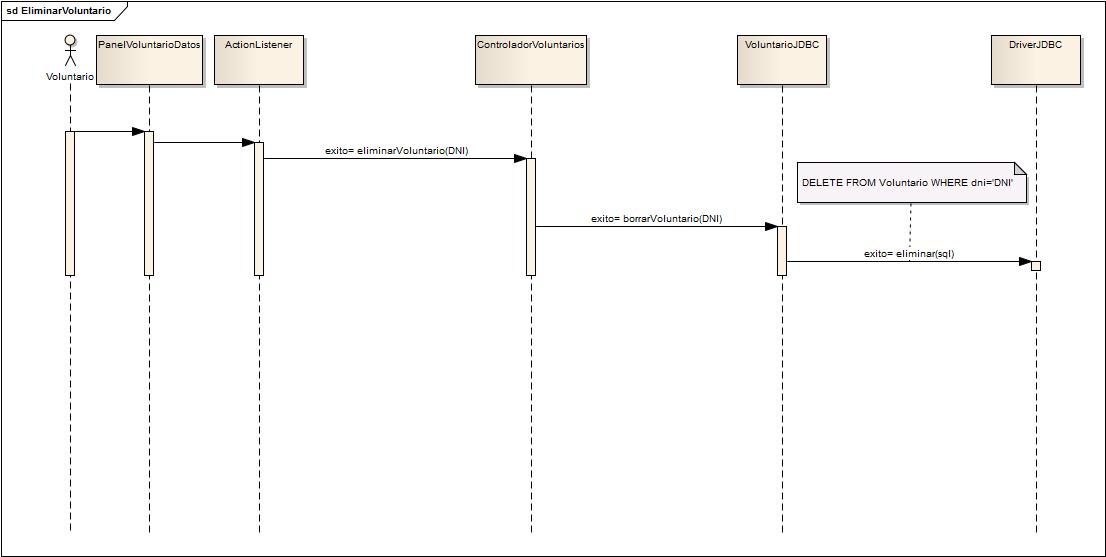 sd EliminarVoluntario
Voluntario
PanelVoluntarioDatos
ActionListener
ControladorVoluntarios
VoluntarioJDBC
DriverJDBC
exito= eliminarVoluntario(DNI)
DELETE FROM Voluntario WHERE dni='DNI'
exito= borrarVoluntario(DNI)
exito= eliminar(sql)